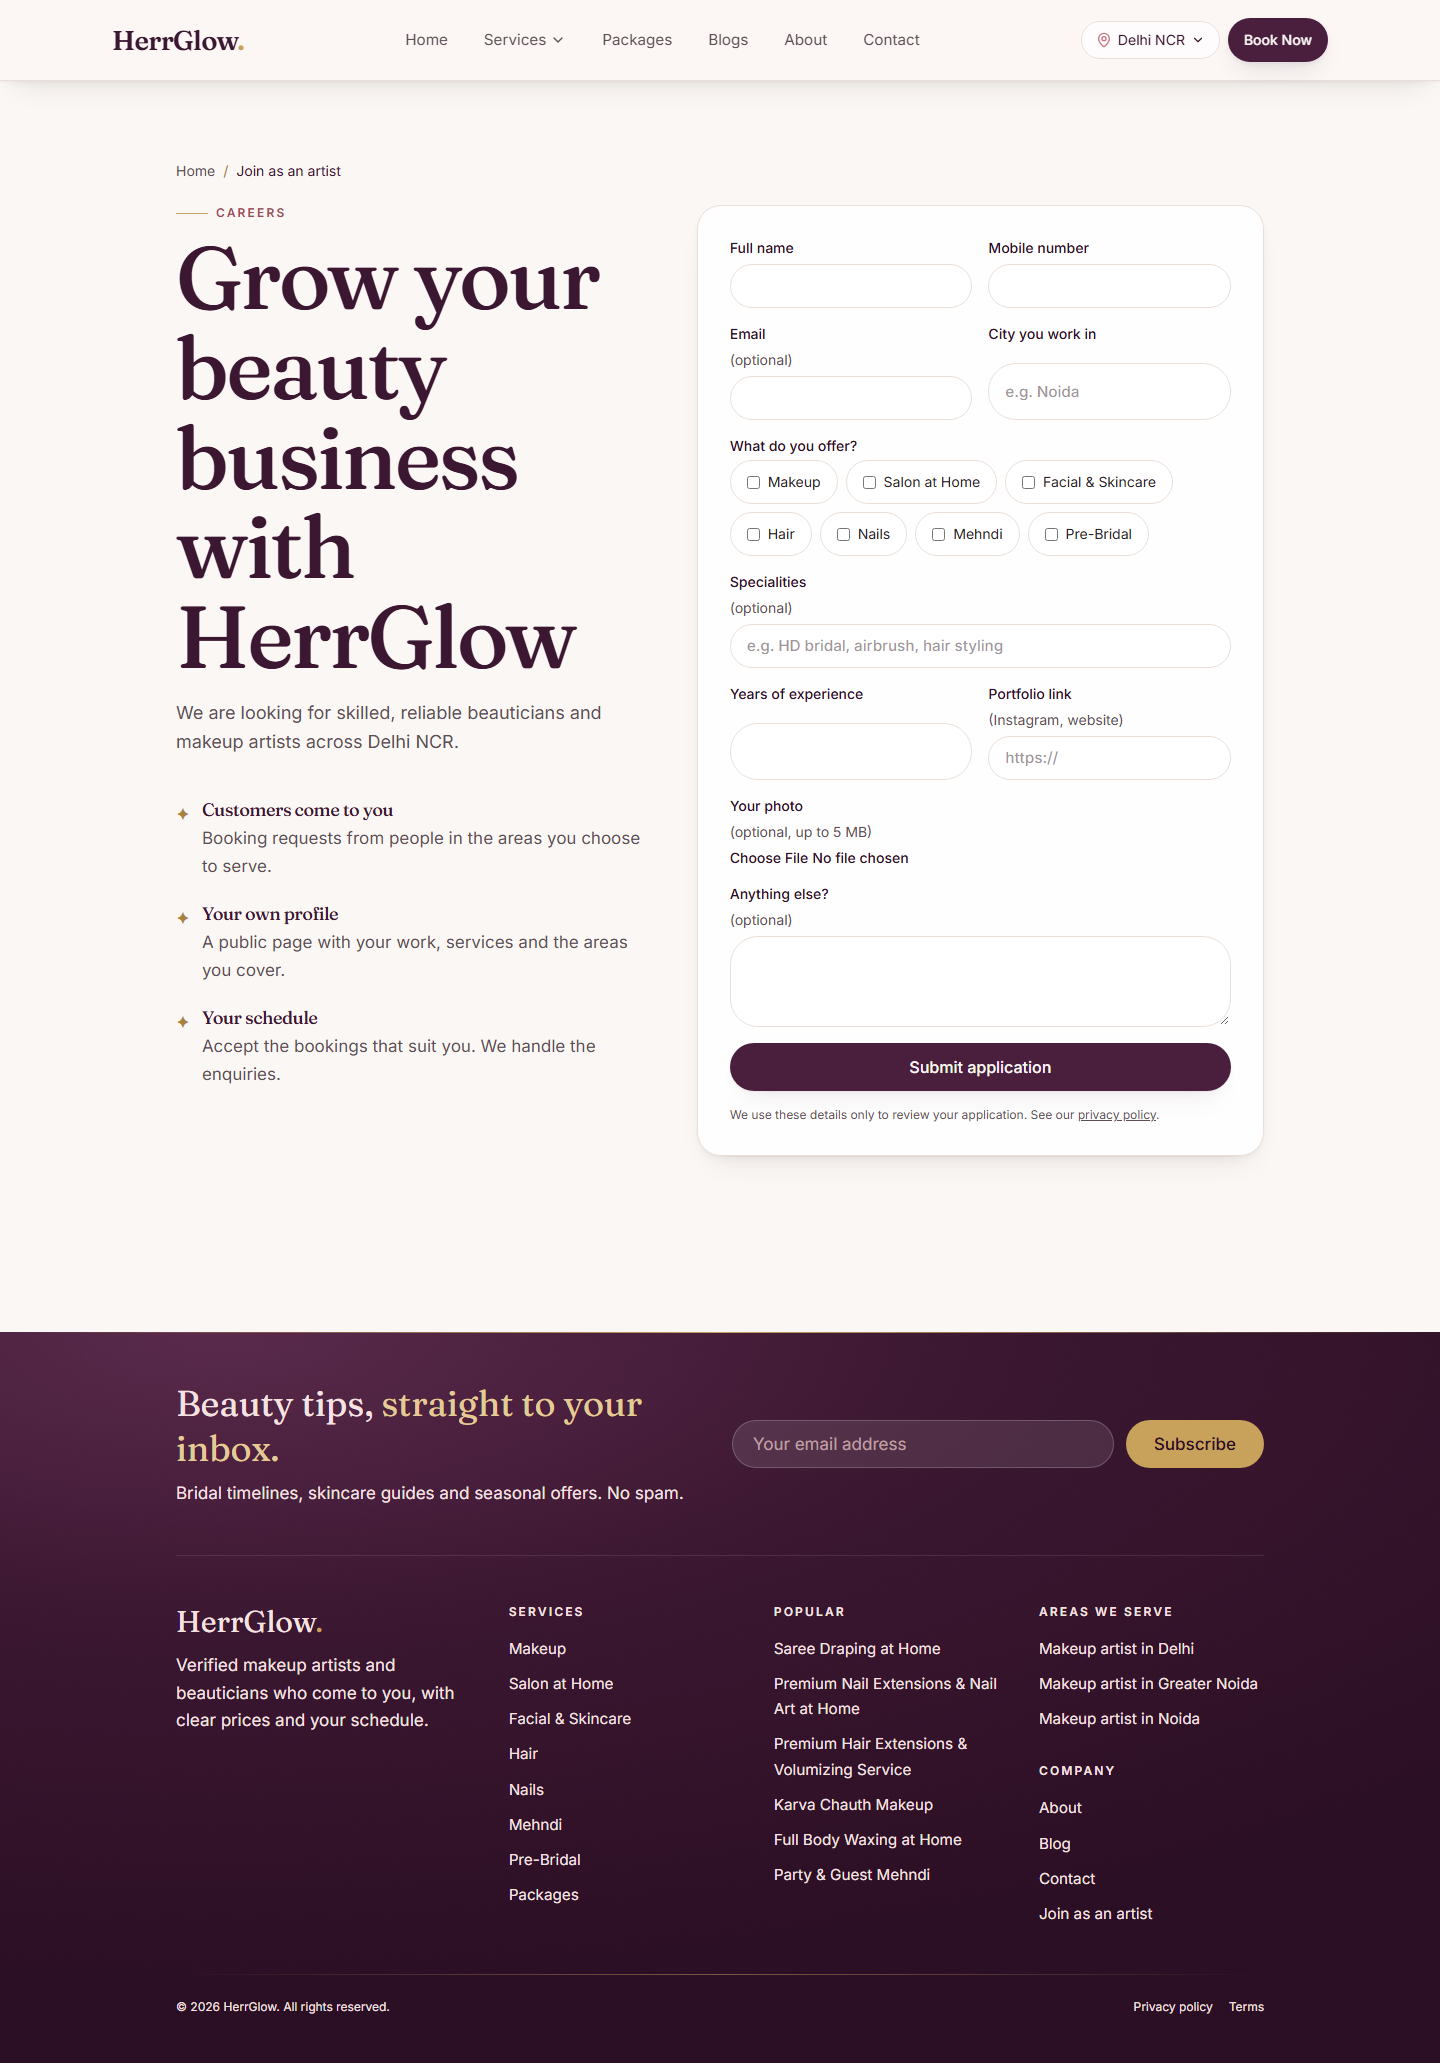 HerrGlow.
Home
Services
Packages
Blogs
About
Contact
Delhi NCR
Book Now
Home / Join as an artist
CAREERS
Grow your
beauty
business
with
HerrGlow
We are looking for skilled, reliable beauticians and
makeup artists across Delhi NCR.
Customers come to you
Booking requests from people in the areas you choose
to serve.
Your own profile
A public page with your work, services and the areas
you cover.
Your schedule
Accept the bookings that suit you. We handle the
enquiries.
Full name
Mobile number
Email
(optional)
City you work in
e.g. Noida
What do you offer?
Makeup
Salon at Home
Facial & Skincare
Hair
Nails
Mehndi
Pre-Bridal
Specialities
(optional)
e.g. HD bridal, airbrush, hair styling
Years of experience
Portfolio link
(Instagram, website)
https://
Your photo
(optional, up to 5 MB)
Choose File No file chosen
Anything else?
(optional)
Submit application
We use these details only to review your application. See our privacy policy.
Beauty tips, straight to your
inbox.
Bridal timelines, skincare guides and seasonal offers. No spam.
Your email address
Subscribe
HerrGlow.
Verified makeup artists and
beauticians who come to you, with
clear prices and your schedule.
SERVICES
Makeup
Salon at Home
Facial & Skincare
Hair
Nails
Mehndi
Pre-Bridal
Packages
POPULAR
Saree Draping at Home
Premium Nail Extensions & Nail
Art at Home
Premium Hair Extensions &
Volumizing Service
Karva Chauth Makeup
Full Body Waxing at Home
Party & Guest Mehndi
AREAS WE SERVE
Makeup artist in Delhi
Makeup artist in Greater Noida
Makeup artist in Noida
COMPANY
About
Blog
Contact
Join as an artist
© 2026 HerrGlow. All rights reserved.
Privacy policy
Terms